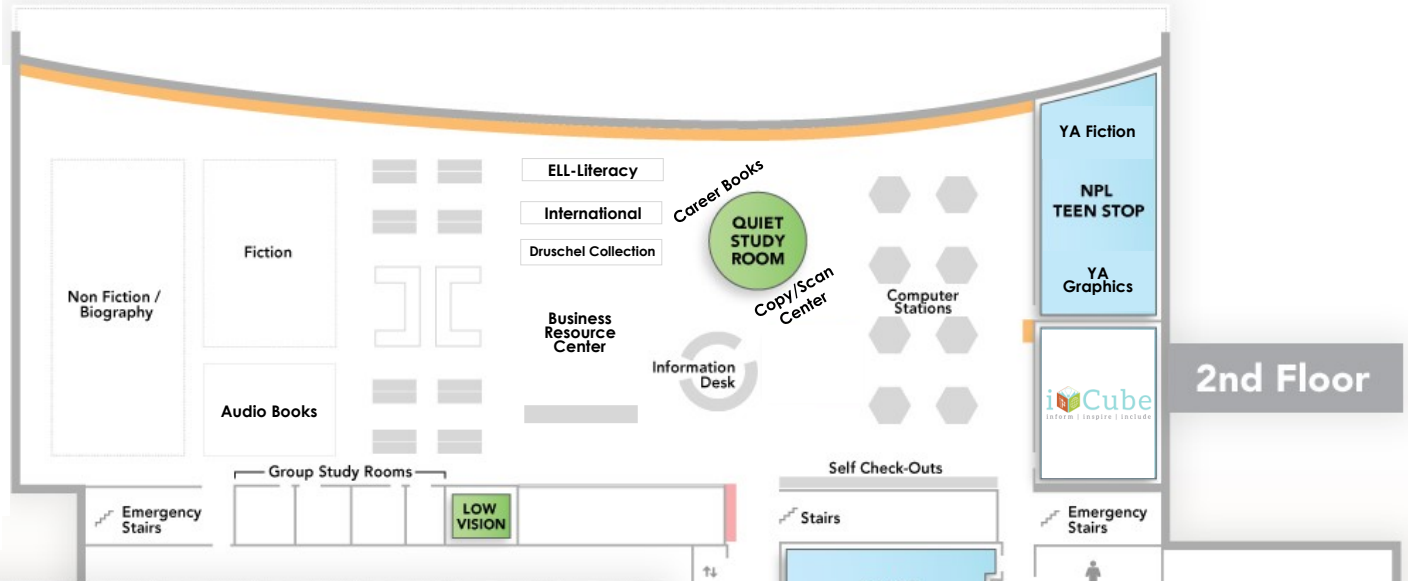 YA Fiction
NPL
TEEN STOP
YA
Graphics
ELL-Literacy
International
Druschel Collection
Career Books
QUIET
STUDY
ROOM
Copy/Scan
Center
Computer
Stations
Fiction
Non Fiction /
Biography
Business
Resource
Center
Information
Desk
Audio Books
2nd Floor
iCube
inform | inspire | include
Group Study Rooms
Self Check-Outs
Emergency
Stairs
LOW
VISION
Stairs
Emergency
Stairs